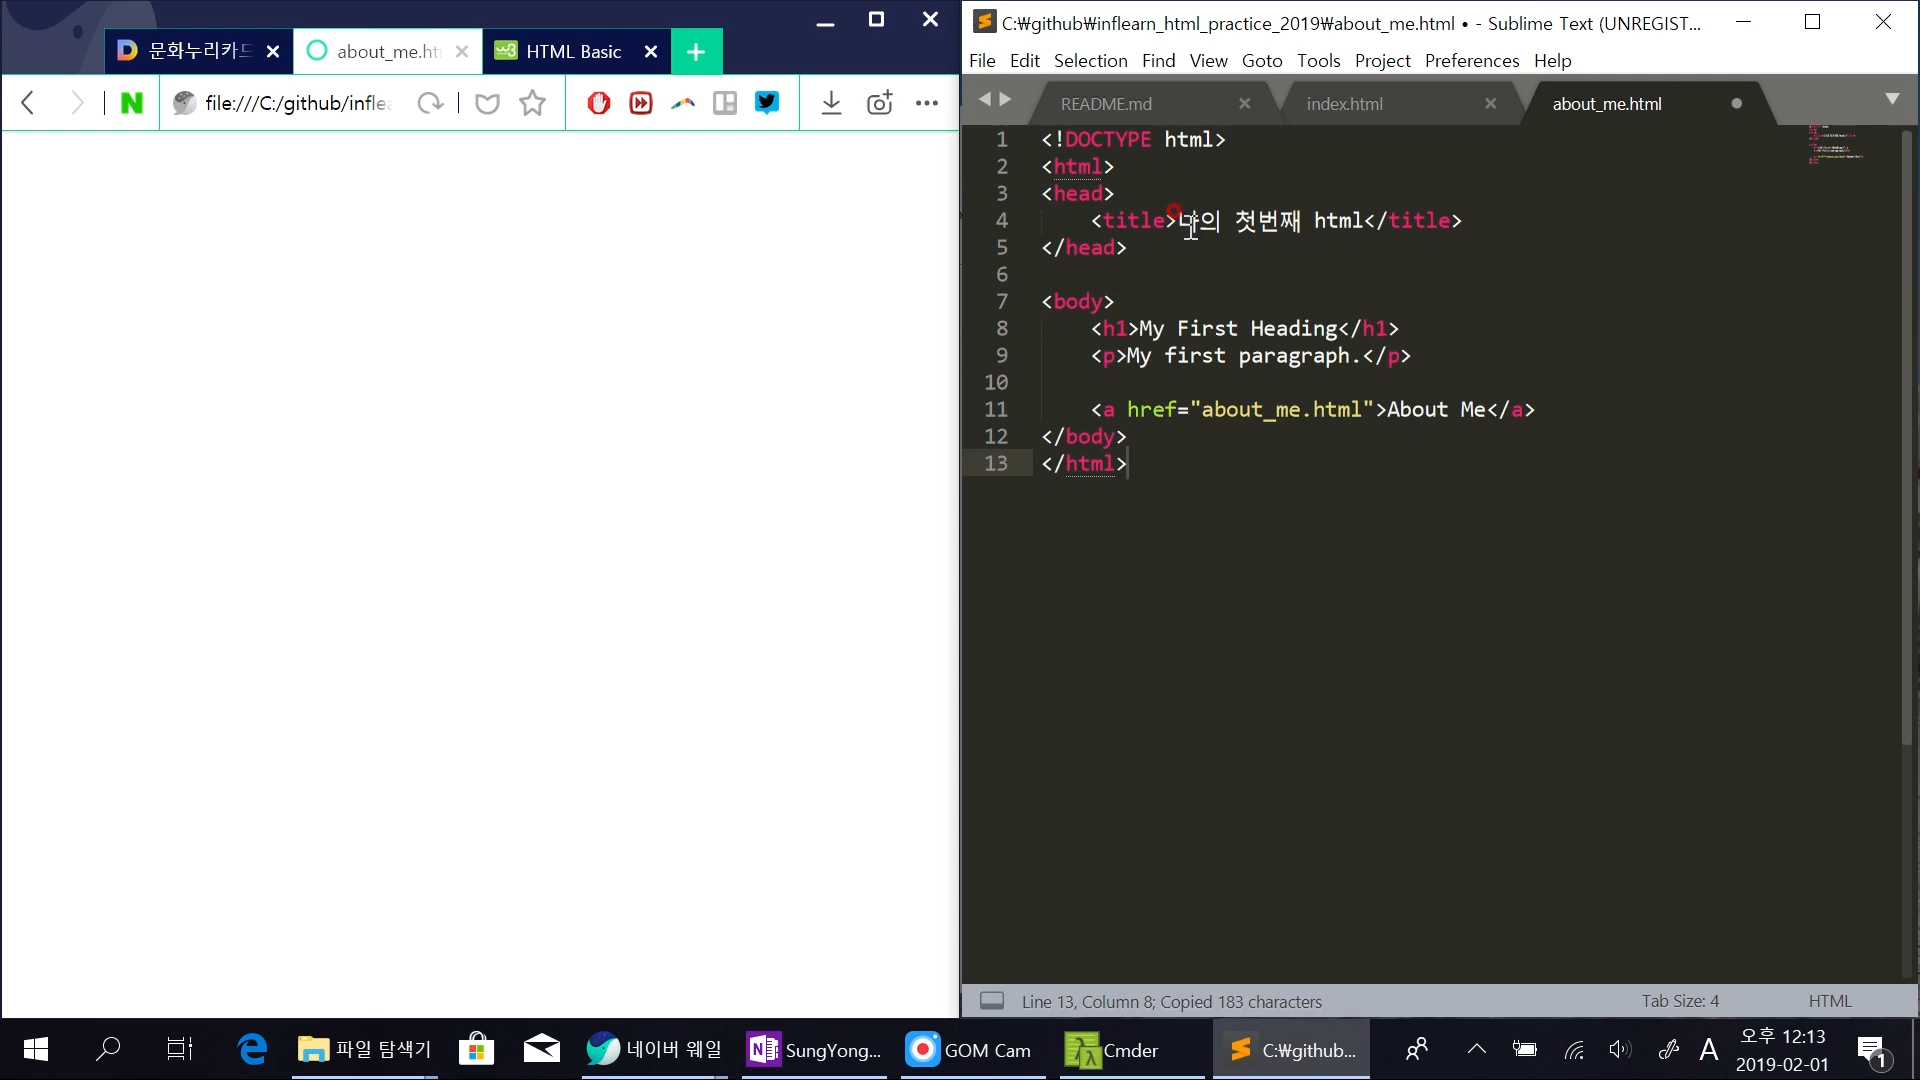 문화누리카드
about_me.ht
HTML Basic
file:///C:/github/infle
C:₩github₩inflearn_html_practice_2019₩about_me.html • - Sublime Text (UNREGIST...
File Edit Selection Find View Goto Tools Project Preferences Help
README.md
index.html
about_me.html
1 <!DOCTYPE html>
2 <html>
3 <head>
4 <title>나의 첫번째 html</title>
5 </head>
6
7 <body>
8 <h1>My First Heading</h1>
9 <p>My first paragraph.</p>
10
11 <a href="about_me.html">About Me</a>
12 </body>
13 </html>
Line 13, Column 8; Copied 183 characters
Tab Size: 4
HTML
파일 탐색기
네이버 웨일
SungYong...
GOM Cam
Cmder
C:₩github...
A
오후 12:13
2019-02-01
1